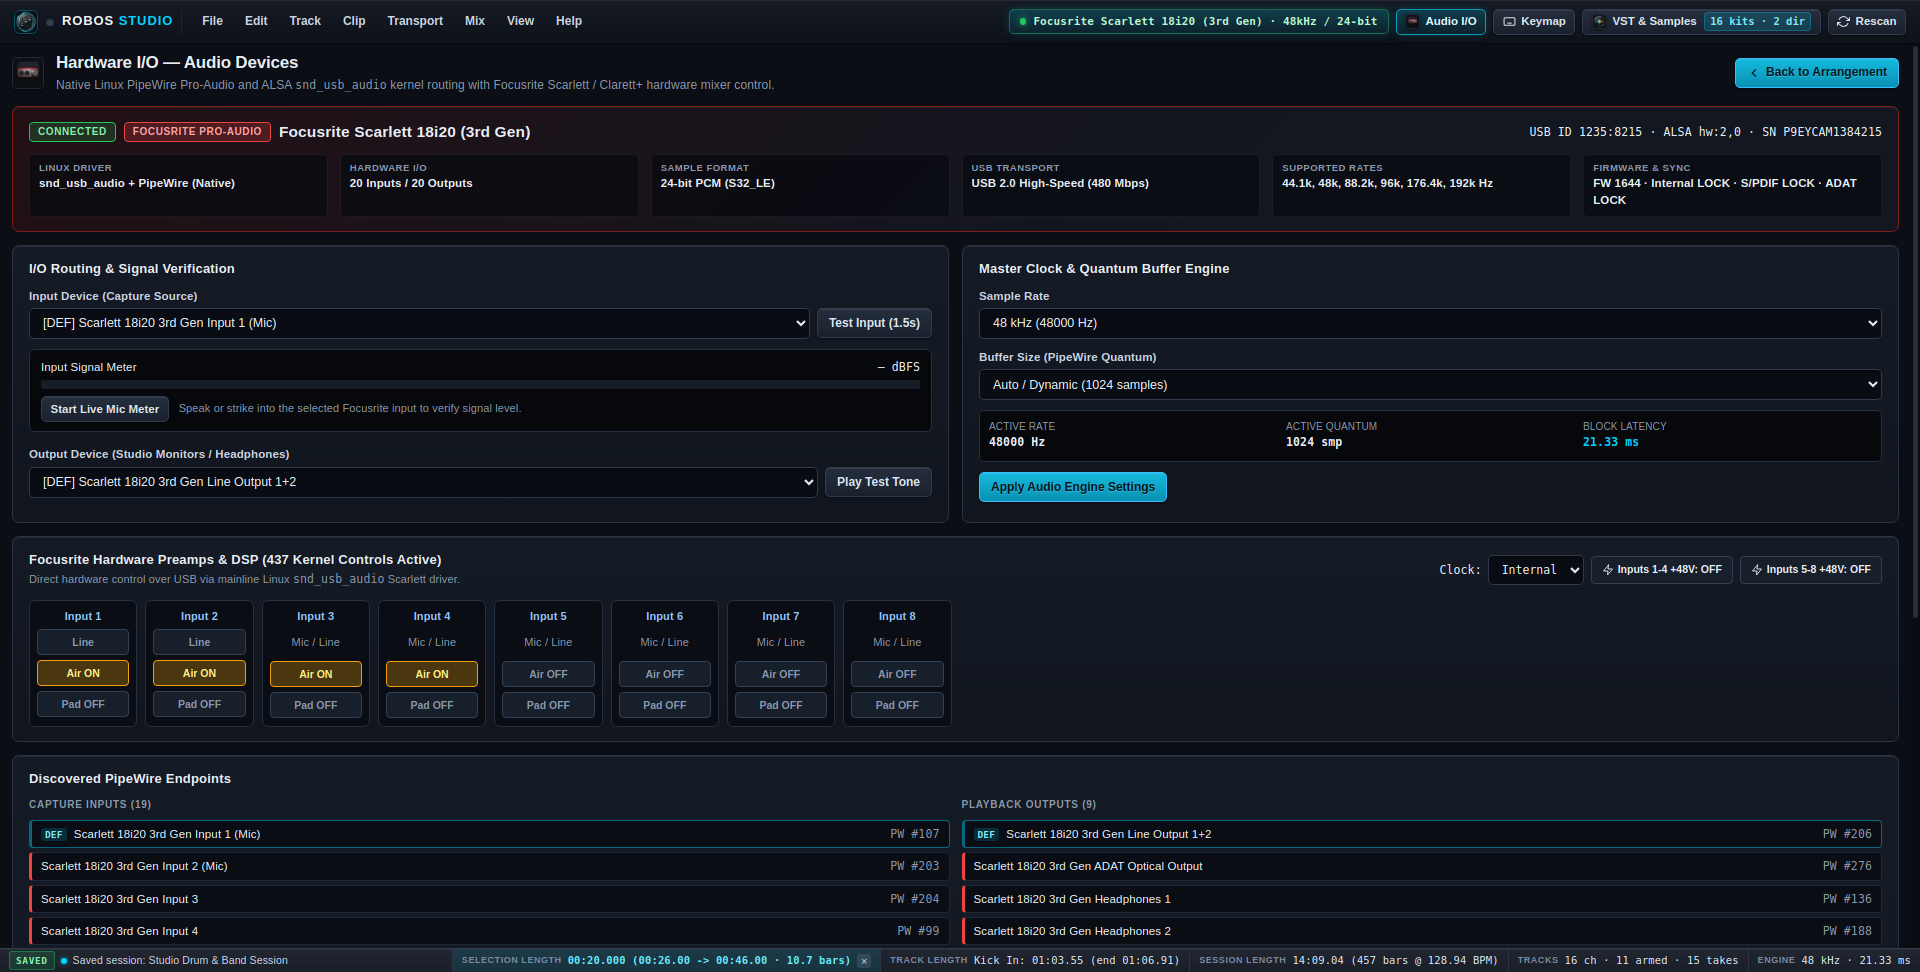 ROBOS STUDIO
File
Edit
Track
Clip
Transport
Mix
View
Help
Focusrite Scarlett 18i20 (3rd Gen) · 48kHz / 24-bit
Audio I/O
Keymap
VST & Samples 16 kits · 2 dir
Rescan
Hardware I/O — Audio Devices
Native Linux PipeWire Pro-Audio and ALSA snd_usb_audio kernel routing with Focusrite Scarlett / Clarett+ hardware mixer control.
Back to Arrangement
CONNECTED
FOCUSRITE PRO-AUDIO
Focusrite Scarlett 18i20 (3rd Gen)
USB ID 1235:8215 · ALSA hw:2,0 · SN P9EYCAM1384215
LINUX DRIVER
snd_usb_audio + PipeWire (Native)
HARDWARE I/O
20 Inputs / 20 Outputs
SAMPLE FORMAT
24-bit PCM (S32_LE)
USB TRANSPORT
USB 2.0 High-Speed (480 Mbps)
SUPPORTED RATES
44.1k, 48k, 88.2k, 96k, 176.4k, 192k Hz
FIRMWARE & SYNC
FW 1644 · Internal LOCK · S/PDIF LOCK · ADAT
LOCK
I/O Routing & Signal Verification
Input Device (Capture Source)
[DEF] Scarlett 18i20 3rd Gen Input 1 (Mic)
Test Input (1.5s)
Input Signal Meter
— dBFS
Start Live Mic Meter
Speak or strike into the selected Focusrite input to verify signal level.
Output Device (Studio Monitors / Headphones)
[DEF] Scarlett 18i20 3rd Gen Line Output 1+2
Play Test Tone
Master Clock & Quantum Buffer Engine
Sample Rate
48 kHz (48000 Hz)
Buffer Size (PipeWire Quantum)
Auto / Dynamic (1024 samples)
ACTIVE RATE
48000 Hz
ACTIVE QUANTUM
1024 smp
BLOCK LATENCY
21.33 ms
Apply Audio Engine Settings
Focusrite Hardware Preamps & DSP (437 Kernel Controls Active)
Direct hardware control over USB via mainline Linux snd_usb_audio Scarlett driver.
Clock:
Internal
Inputs 1-4 +48V: OFF
Inputs 5-8 +48V: OFF
Input 1
Line
Air ON
Pad OFF
Input 2
Line
Air ON
Pad OFF
Input 3
Mic / Line
Air ON
Pad OFF
Input 4
Mic / Line
Air ON
Pad OFF
Input 5
Mic / Line
Air OFF
Pad OFF
Input 6
Mic / Line
Air OFF
Pad OFF
Input 7
Mic / Line
Air OFF
Pad OFF
Input 8
Mic / Line
Air OFF
Pad OFF
Discovered PipeWire Endpoints
CAPTURE INPUTS (19)
DEF Scarlett 18i20 3rd Gen Input 1 (Mic) PW #107
Scarlett 18i20 3rd Gen Input 2 (Mic) PW #203
Scarlett 18i20 3rd Gen Input 3 PW #204
Scarlett 18i20 3rd Gen Input 4 PW #99
PLAYBACK OUTPUTS (9)
DEF Scarlett 18i20 3rd Gen Line Output 1+2 PW #206
Scarlett 18i20 3rd Gen ADAT Optical Output PW #276
Scarlett 18i20 3rd Gen Headphones 1 PW #136
Scarlett 18i20 3rd Gen Headphones 2 PW #188
SAVED
Saved session: Studio Drum & Band Session
SELECTION LENGTH 00:20.000 (00:26.00 -> 00:46.00 · 10.7 bars) ×
TRACK LENGTH Kick In: 01:03.55 (end 01:06.91)
SESSION LENGTH 14:09.04 (457 bars @ 128.94 BPM)
TRACKS 16 ch · 11 armed · 15 takes
ENGINE 48 kHz · 21.33 ms